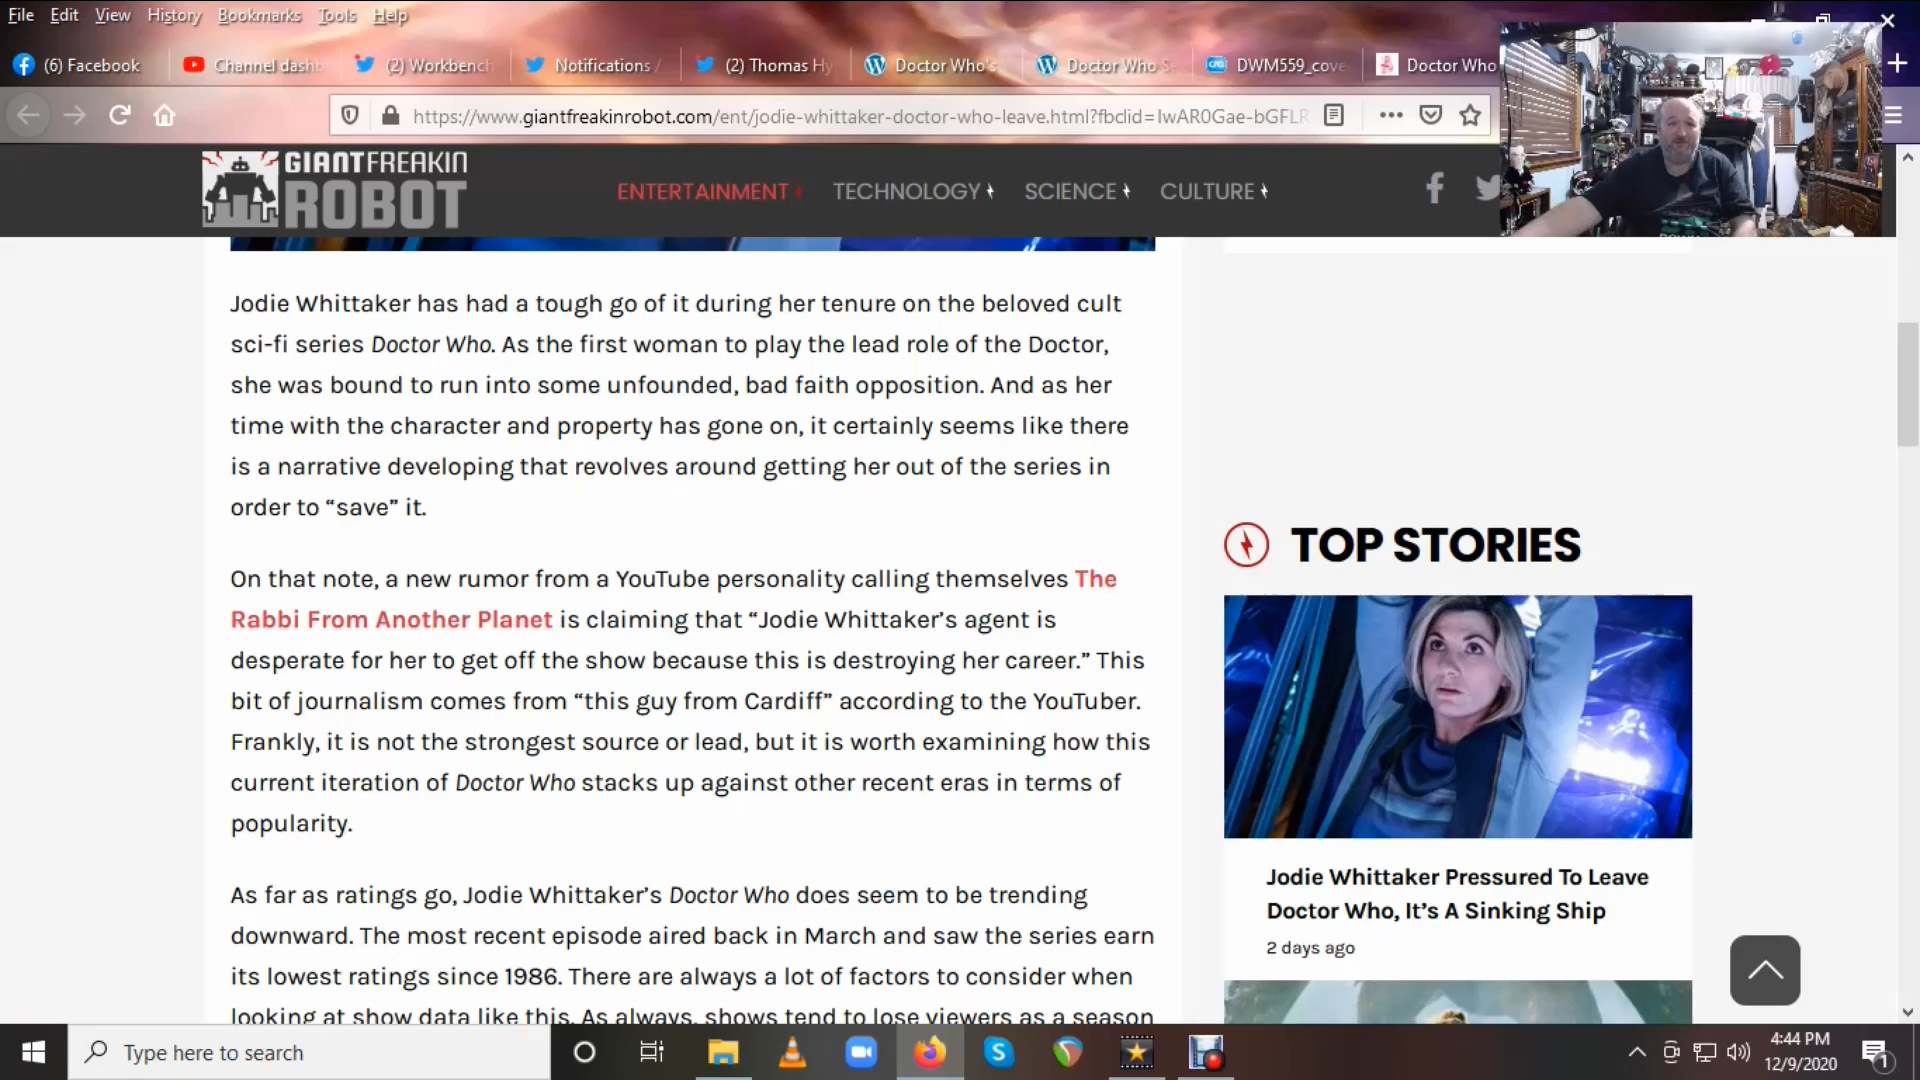 File Edit View History Bookmarks Tools Help
(6) Facebook
Channel dashb
(2) Workbench
Notifications /
(2) Thomas Hy
Doctor Who's
Doctor Who S
DWM559_cove
Doctor Who
https://www.giantfreakinrobot.com/ent/jodie-whittaker-doctor-who-leave.html?fbclid=IwAR0Gae-bGFLR
GIANT FREAKIN
ROBOT
ENTERTAINMENT
TECHNOLOGY
SCIENCE
CULTURE
Jodie Whittaker has had a tough go of it during her tenure on the beloved cult
sci-fi series Doctor Who. As the first woman to play the lead role of the Doctor,
she was bound to run into some unfounded, bad faith opposition. And as her
time with the character and property has gone on, it certainly seems like there
is a narrative developing that revolves around getting her out of the series in
order to “save” it.
On that note, a new rumor from a YouTube personality calling themselves The
Rabbi From Another Planet is claiming that “Jodie Whittaker’s agent is
desperate for her to get off the show because this is destroying her career.” This
bit of journalism comes from “this guy from Cardiff” according to the YouTuber.
Frankly, it is not the strongest source or lead, but it is worth examining how this
current iteration of Doctor Who stacks up against other recent eras in terms of
popularity.
As far as ratings go, Jodie Whittaker’s Doctor Who does seem to be trending
downward. The most recent episode aired back in March and saw the series earn
its lowest ratings since 1986. There are always a lot of factors to consider when
looking at show data like this. As always, shows tend to lose viewers as a season
TOP STORIES
Jodie Whittaker Pressured To Leave
Doctor Who, It’s A Sinking Ship
2 days ago
Type here to search
4:44 PM
12/9/2020
1